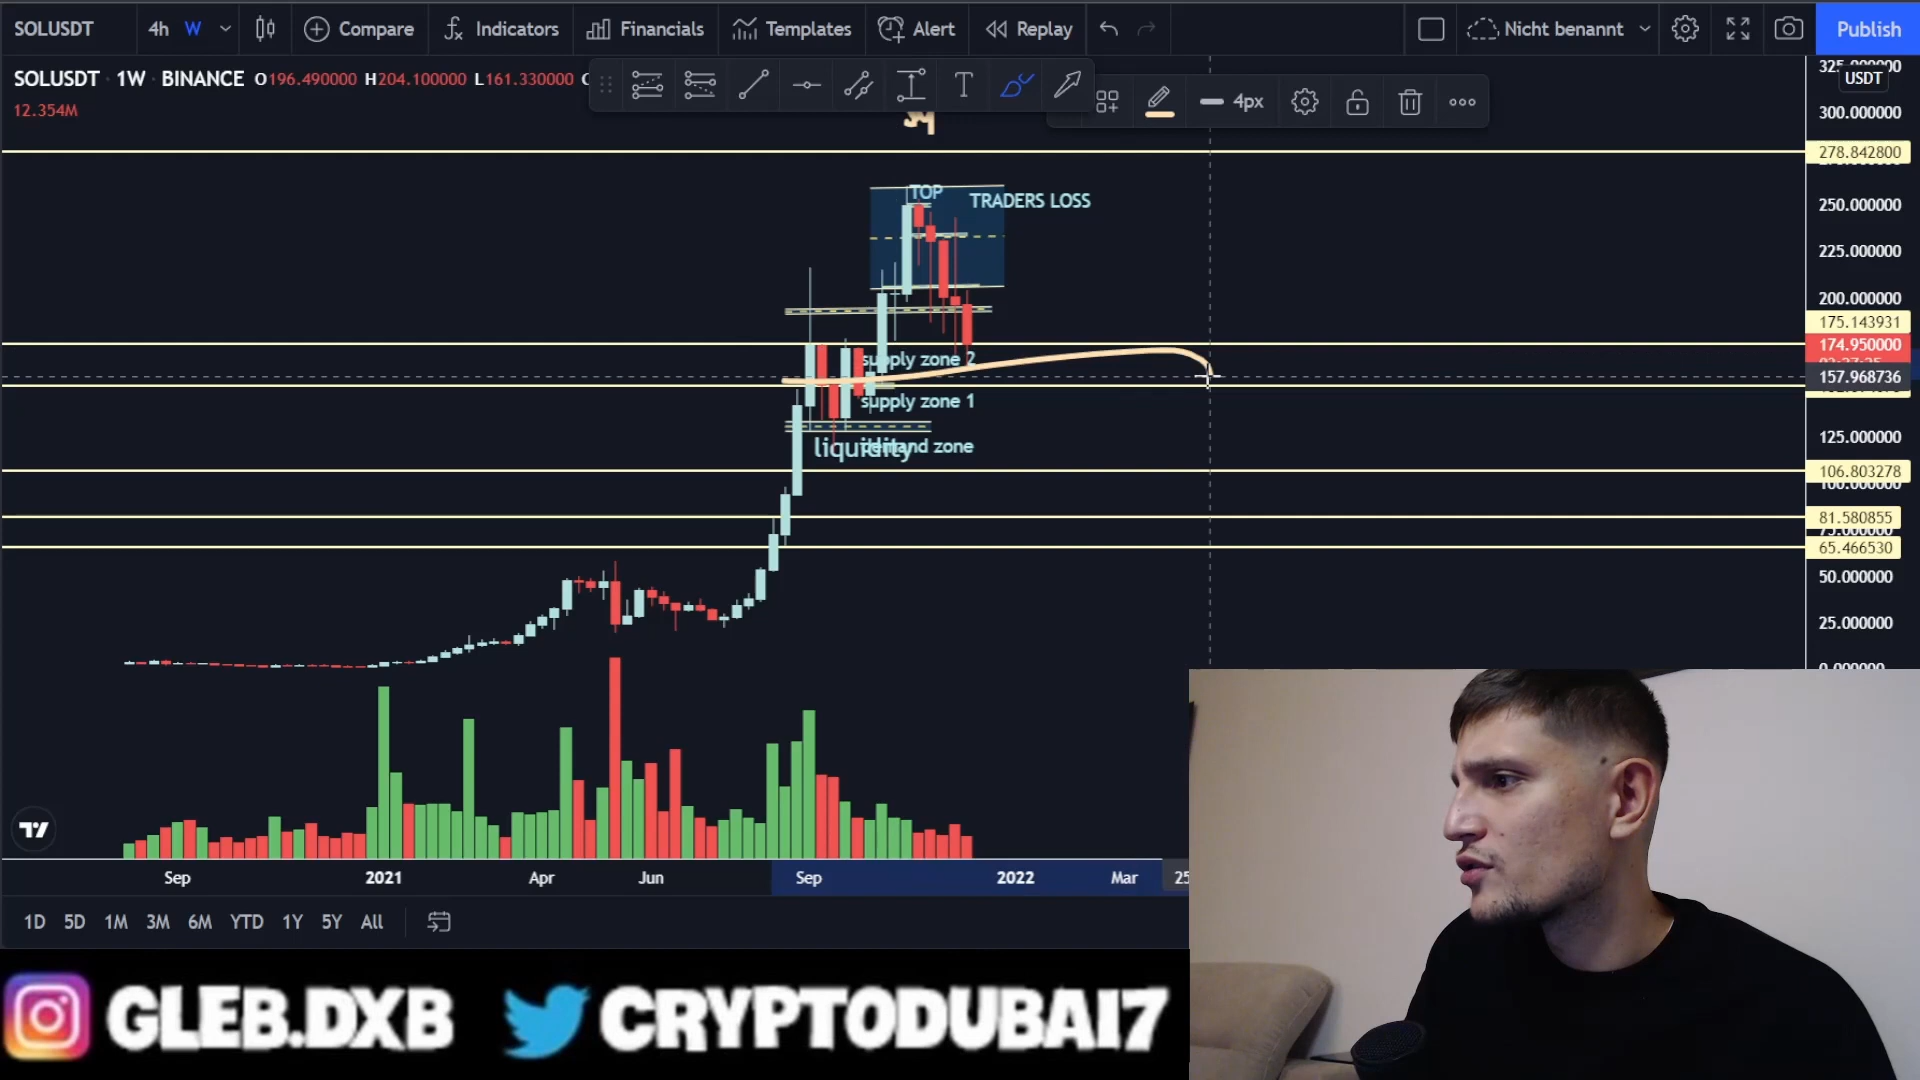 SOLUSDT 4h W Compare Indicators Financials Templates Alert Replay Nicht benannt Publish
SOLUSDT · 1W · BINANCE O196.490000 H204.100000 L161.330000
12.354M
4px
USDT
300.000000
278.842800
TOP
TRADERS LOSS
250.000000
225.000000
200.000000
175.143931
174.950000
supply zone 2
157.968736
supply zone 1
125.000000
liquidity
demand zone
106.803278
100.000000
81.580855
65.466530
50.000000
25.000000
Sep 2021 Apr Jun Sep 2022 Mar 25
1D 5D 1M 3M 6M YTD 1Y 5Y All
GLEB.DXB CRYPTODUBAI7